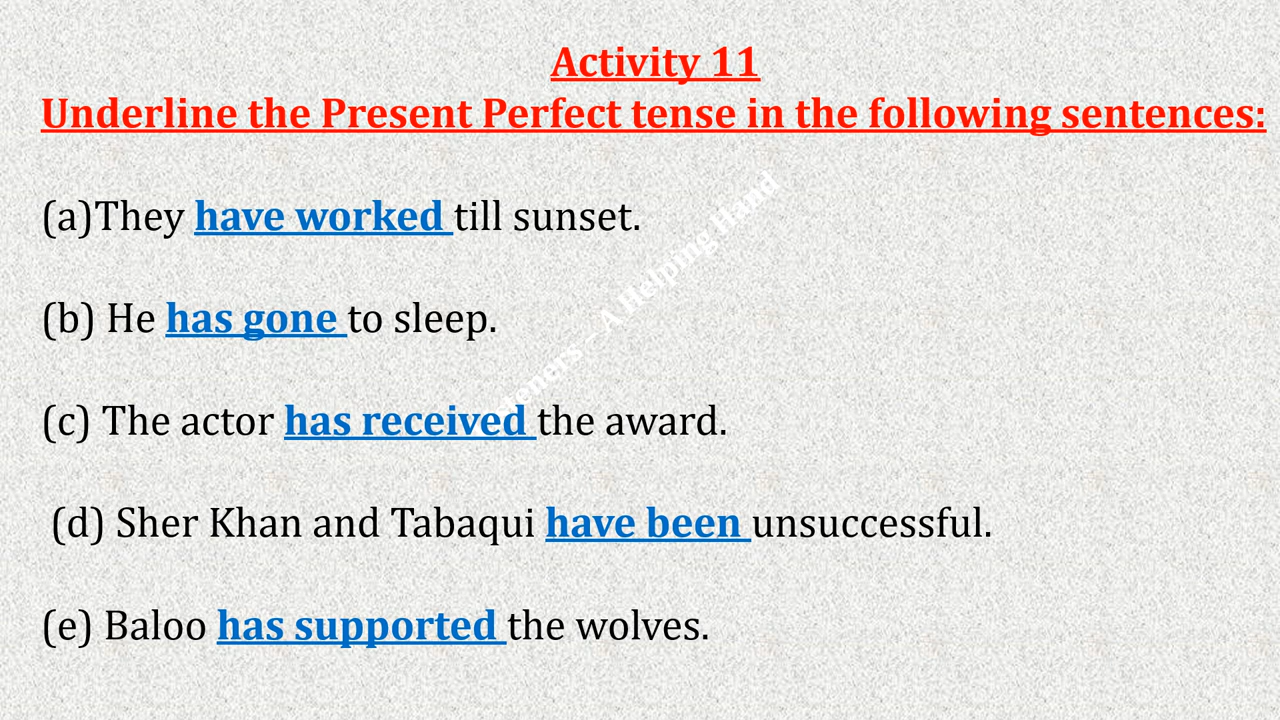 Activity 11
Underline the Present Perfect tense in the following sentences:
(a)They have worked till sunset.
(b) He has gone to sleep.
(c) The actor has received the award.
(d) Sher Khan and Tabaqui have been unsuccessful.
(e) Baloo has supported the wolves.
A Helping